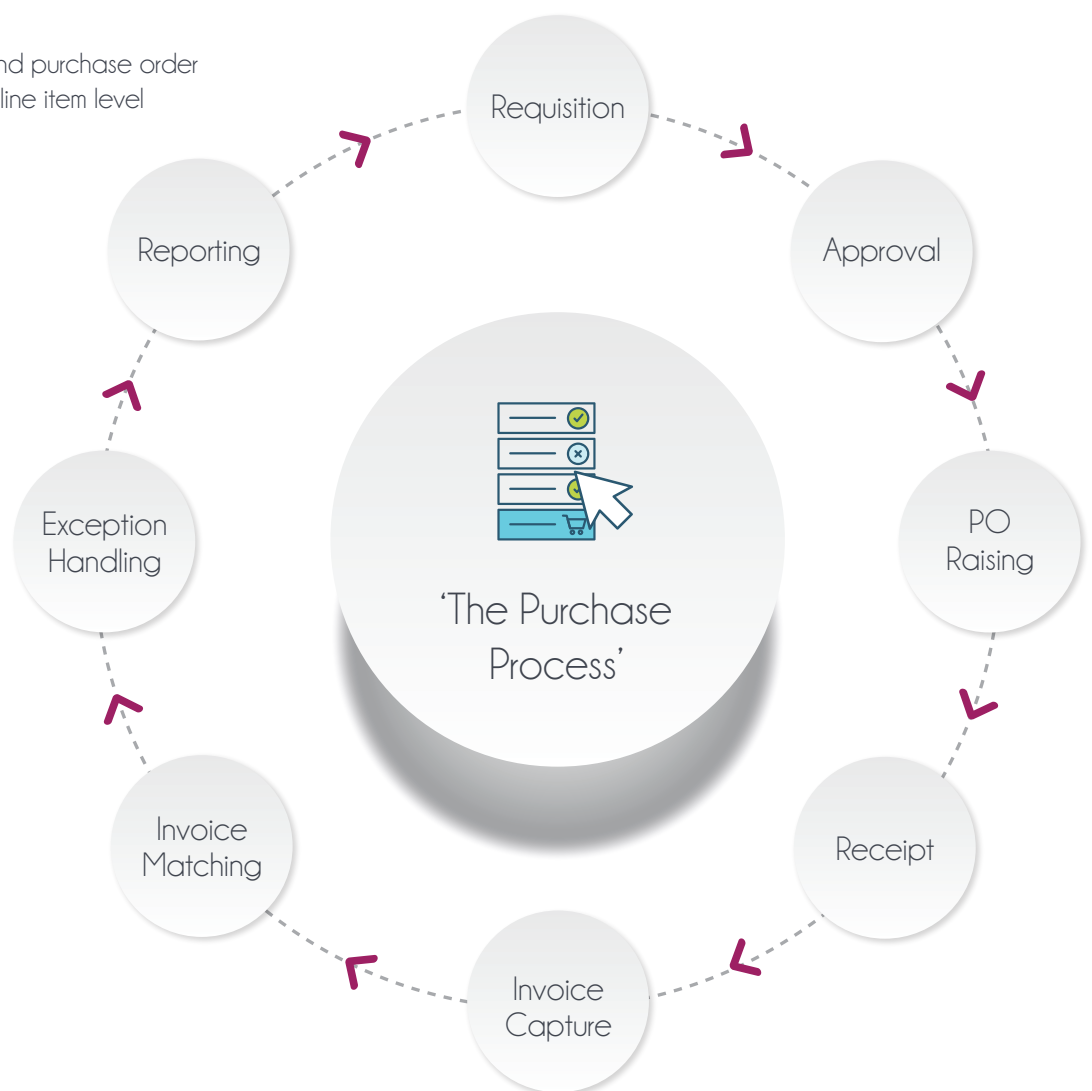 nd purchase order
line item level
Requisition
Approval
PO
Raising
Receipt
Invoice
Capture
Invoice
Matching
Exception
Handling
Reporting
‘The Purchase
Process’